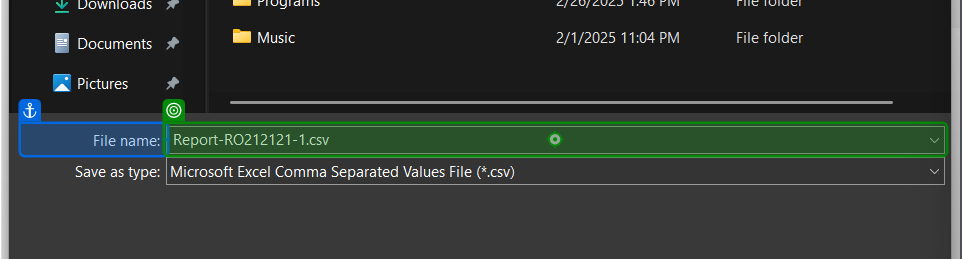 Downloads
Programs 2/26/2025 1:46 PM File folder
Documents
Music 2/1/2025 11:04 PM File folder
Pictures
File name: Report-RO212121-1.csv
Save as type: Microsoft Excel Comma Separated Values File (*.csv)